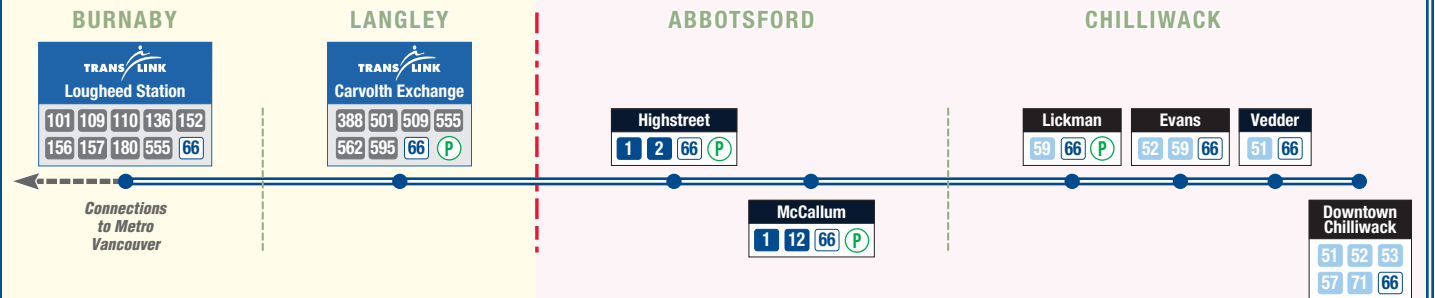 BURNABY
LANGLEY
ABBOTSFORD
CHILLIWACK
TRANSLINK
Lougheed Station
101 109 110 136 152
156 157 180 555 66
TRANSLINK
Carvolth Exchange
388 501 509 555
562 595 66 P
Highstreet
1 2 66 P
McCallum
1 12 66 P
Lickman
59 66 P
Evans
52 59 66
Vedder
51 66
Downtown
Chilliwack
51 52 53
57 71 66
Connections
to Metro
Vancouver